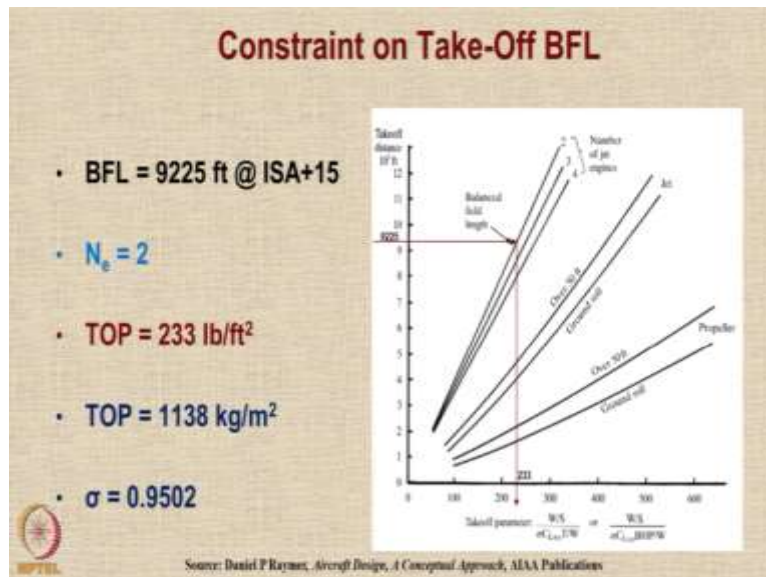 Constraint on Take-Off BFL
• BFL = 9225 ft @ ISA+15
• Ne = 2
• TOP = 233 lb/ft²
• TOP = 1138 kg/m²
• σ = 0.9502
Takeoff
distance
10³ ft
12
11
10
9225
9
8
7
6
5
4
3
2
1
0
2
3
4
Number
of jet
engines
Balanced
field
length
Jet
Over 50 ft
Ground roll
Propeller
Over 50 ft
Ground roll
233
0 100 200 300 400 500 600
Takeoff parameter: W/S or W/S
NPTEL
Source: Daniel P Raymer, Aircraft Design, A Conceptual Approach, AIAA Publications